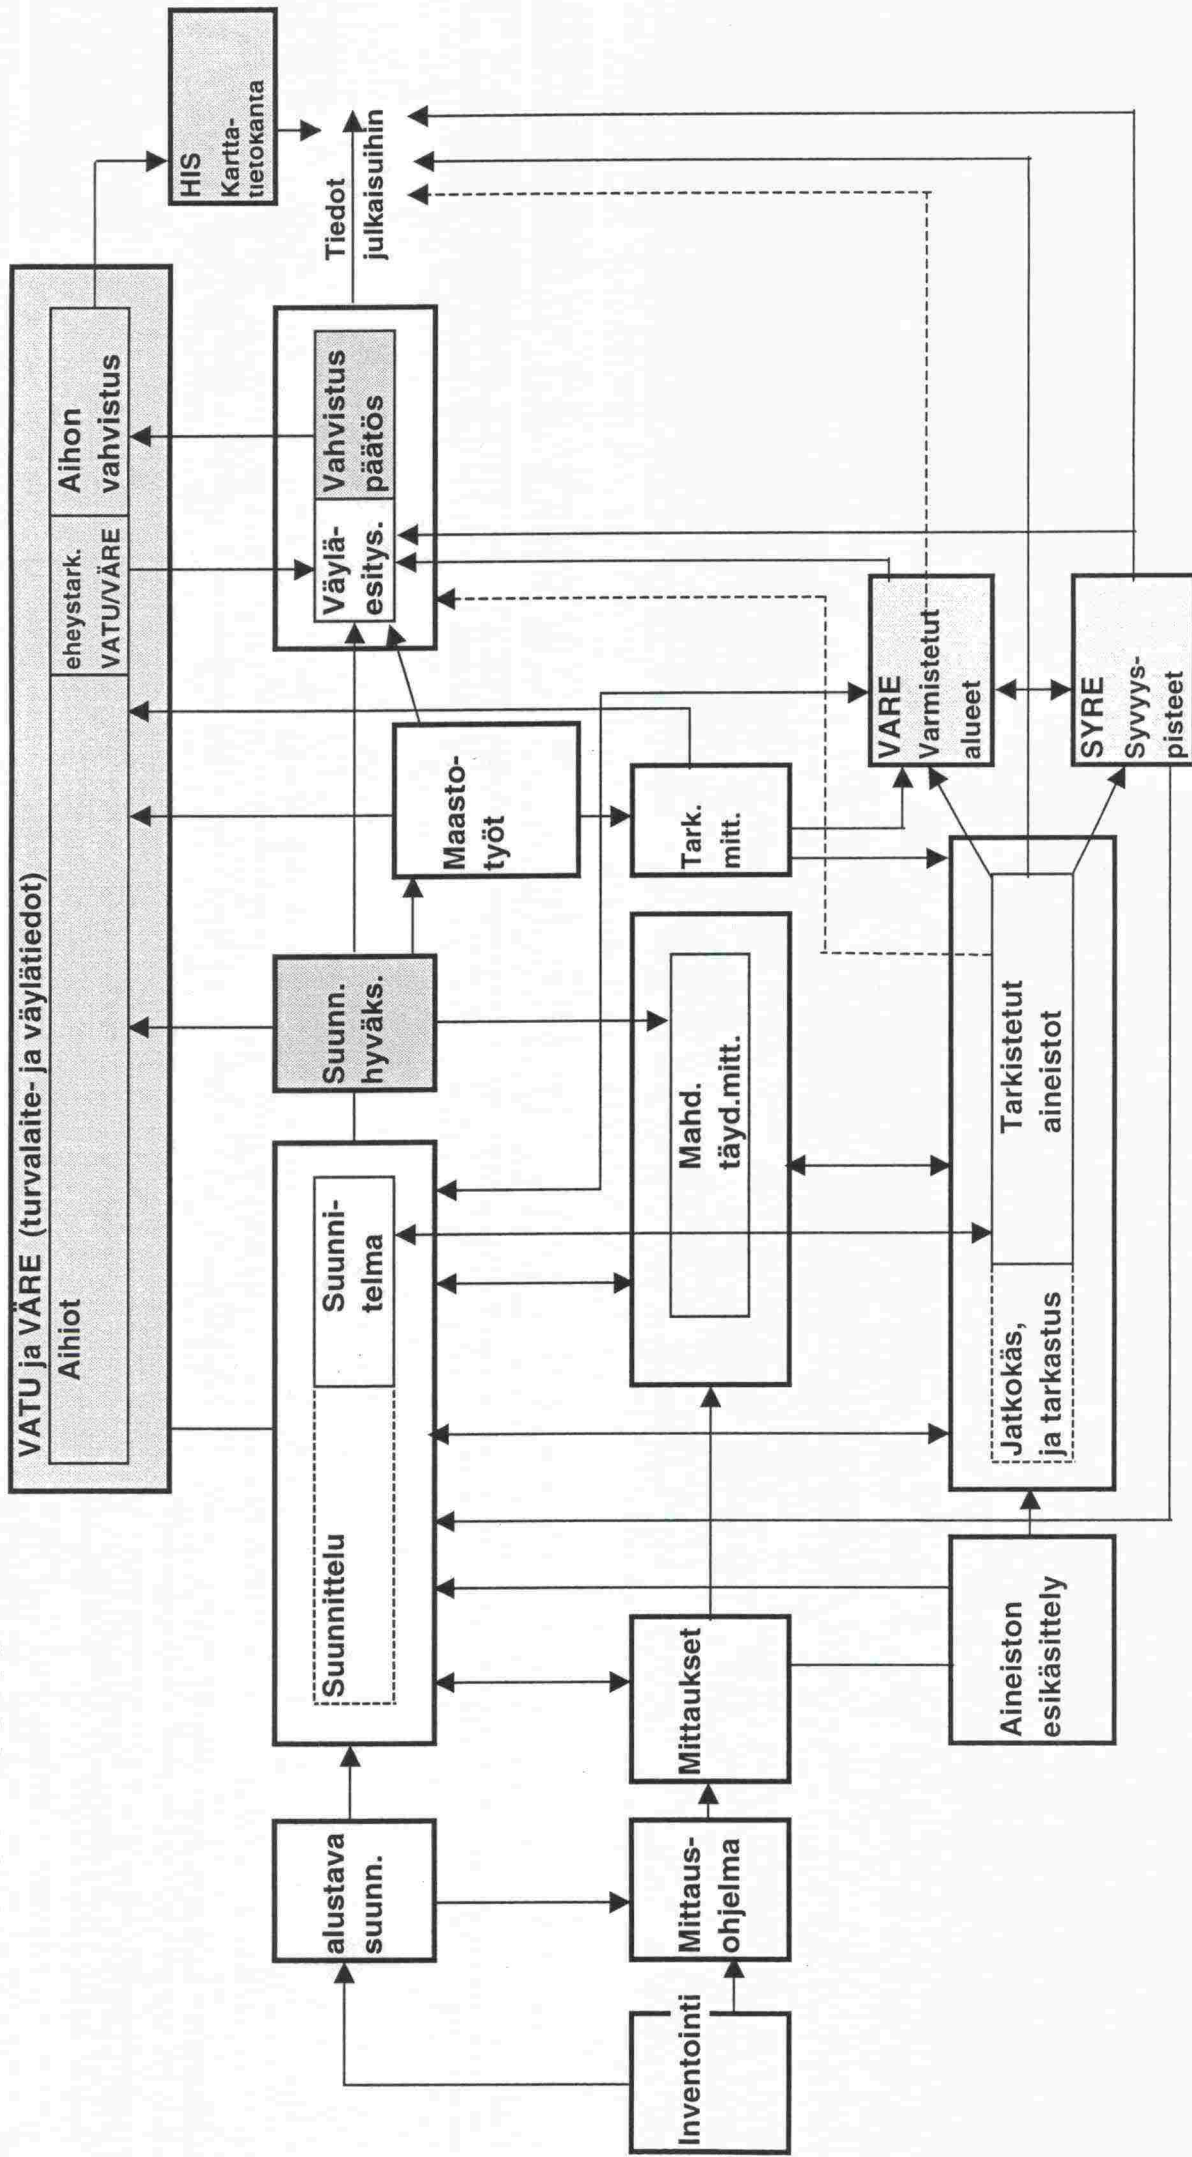 VATU ja VÄRE (turvalaite- ja väylätiedot)
Aihiot
eheystark.
VATU/VÄRE
Aihon
vahvistus
HIS
Kartta-
tietokanta
alustava
suunn.
Suunnittelu
Suunni-
telma
Suunn.
hyväks.
Väylä-
esitys.
Vahvistus
päätös
Tiedot
julkaisuihin
Maasto-
työt
Inventointi
Mittaus-
ohjelma
Mittaukset
Mahd.
täyd.mitt.
Tark.
mitt.
VARE
Varmistetut
alueet
Aineiston
esikäsittely
Jatkokäs,
ja tarkastus
Tarkistetut
aineistot
SYRE
Syvyys-
pisteet